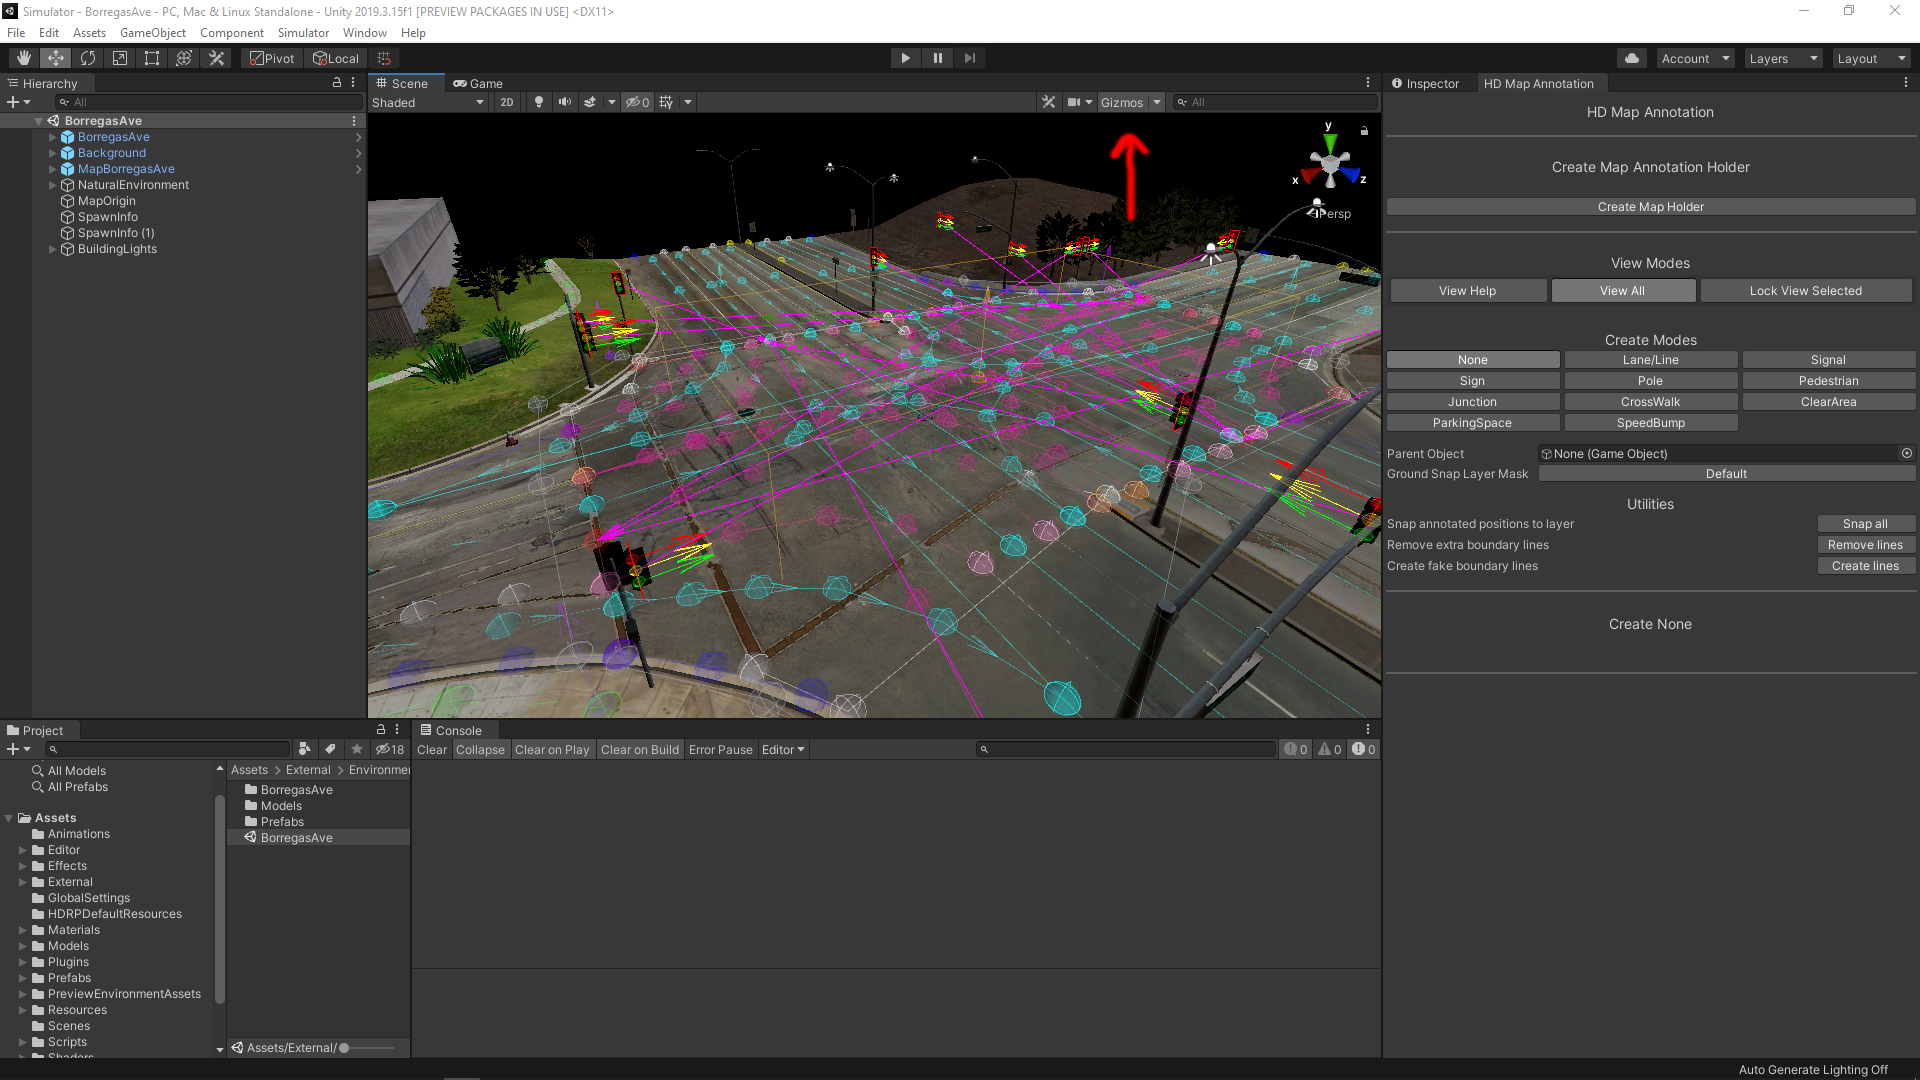 Simulator - BorregasAve - PC, Mac & Linux Standalone - Unity 2019.3.15f1 [PREVIEW PACKAGES IN USE] <DX11>
File Edit Assets GameObject Component Simulator Window Help
Pivot Local Account Layers Layout
Hierarchy
All
BorregasAve
BorregasAve
Background
MapBorregasAve
NaturalEnvironment
MapOrigin
SpawnInfo
SpawnInfo (1)
BuildingLights
Scene Game
Shaded 2D 0 Gizmos All
y
x z
Persp
Inspector HD Map Annotation
HD Map Annotation
Create Map Annotation Holder
Create Map Holder
View Modes
View Help View All Lock View Selected
Create Modes
None Lane/Line Signal
Sign Pole Pedestrian
Junction CrossWalk ClearArea
ParkingSpace SpeedBump
Parent Object None (Game Object)
Ground Snap Layer Mask Default
Utilities
Snap annotated positions to layer Snap all
Remove extra boundary lines Remove lines
Create fake boundary lines Create lines
Create None
Project
18
All Models
All Prefabs
Assets
Animations
Editor
Effects
External
GlobalSettings
HDRPDefaultResources
Materials
Models
Plugins
Prefabs
PreviewEnvironmentAssets
Resources
Scenes
Scripts
Shaders
Assets > External > Environmen
BorregasAve
Models
Prefabs
BorregasAve
Assets/External/
Console
Clear Collapse Clear on Play Clear on Build Error Pause Editor 0 0 0
Auto Generate Lighting Off